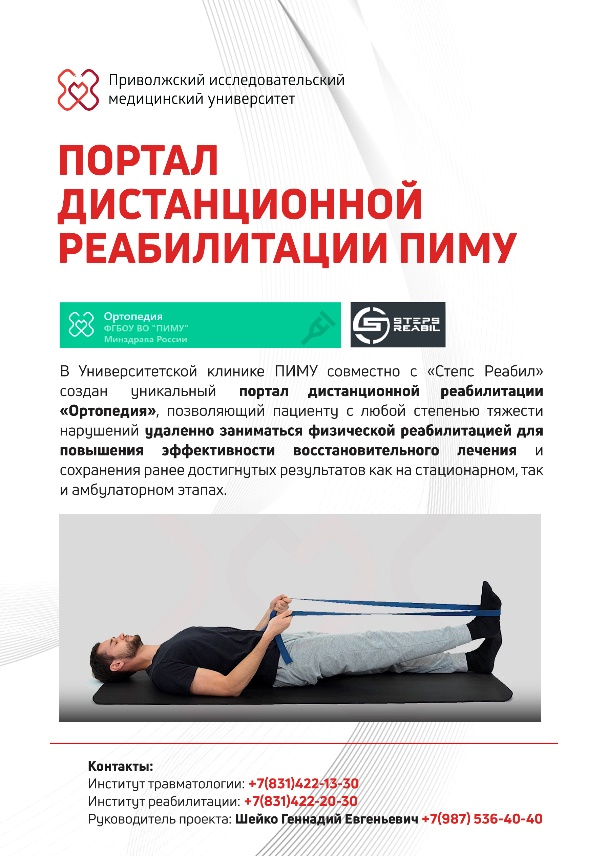 Приволжский исследовательский
медицинский университет
ПОРТАЛ
ДИСТАНЦИОННОЙ
РЕАБИЛИТАЦИИ ПИМУ
Ортопедия
ФГБОУ ВО "ПИМУ"
Минздрава России
STEPS
REABIL
В Университетской клинике ПИМУ совместно с «Степс Реабил»
создан уникальный портал дистанционной реабилитации
«Ортопедия», позволяющий пациенту с любой степенью тяжести
нарушений удаленно заниматься физической реабилитацией для
повышения эффективности восстановительного лечения и
сохранения ранее достигнутых результатов как на стационарном, так
и амбулаторном этапах.
Контакты:
Институт травматологии: +7(831)422-13-30
Институт реабилитации: +7(831)422-20-30
Руководитель проекта: Шейко Геннадий Евгеньевич +7(987) 536-40-40